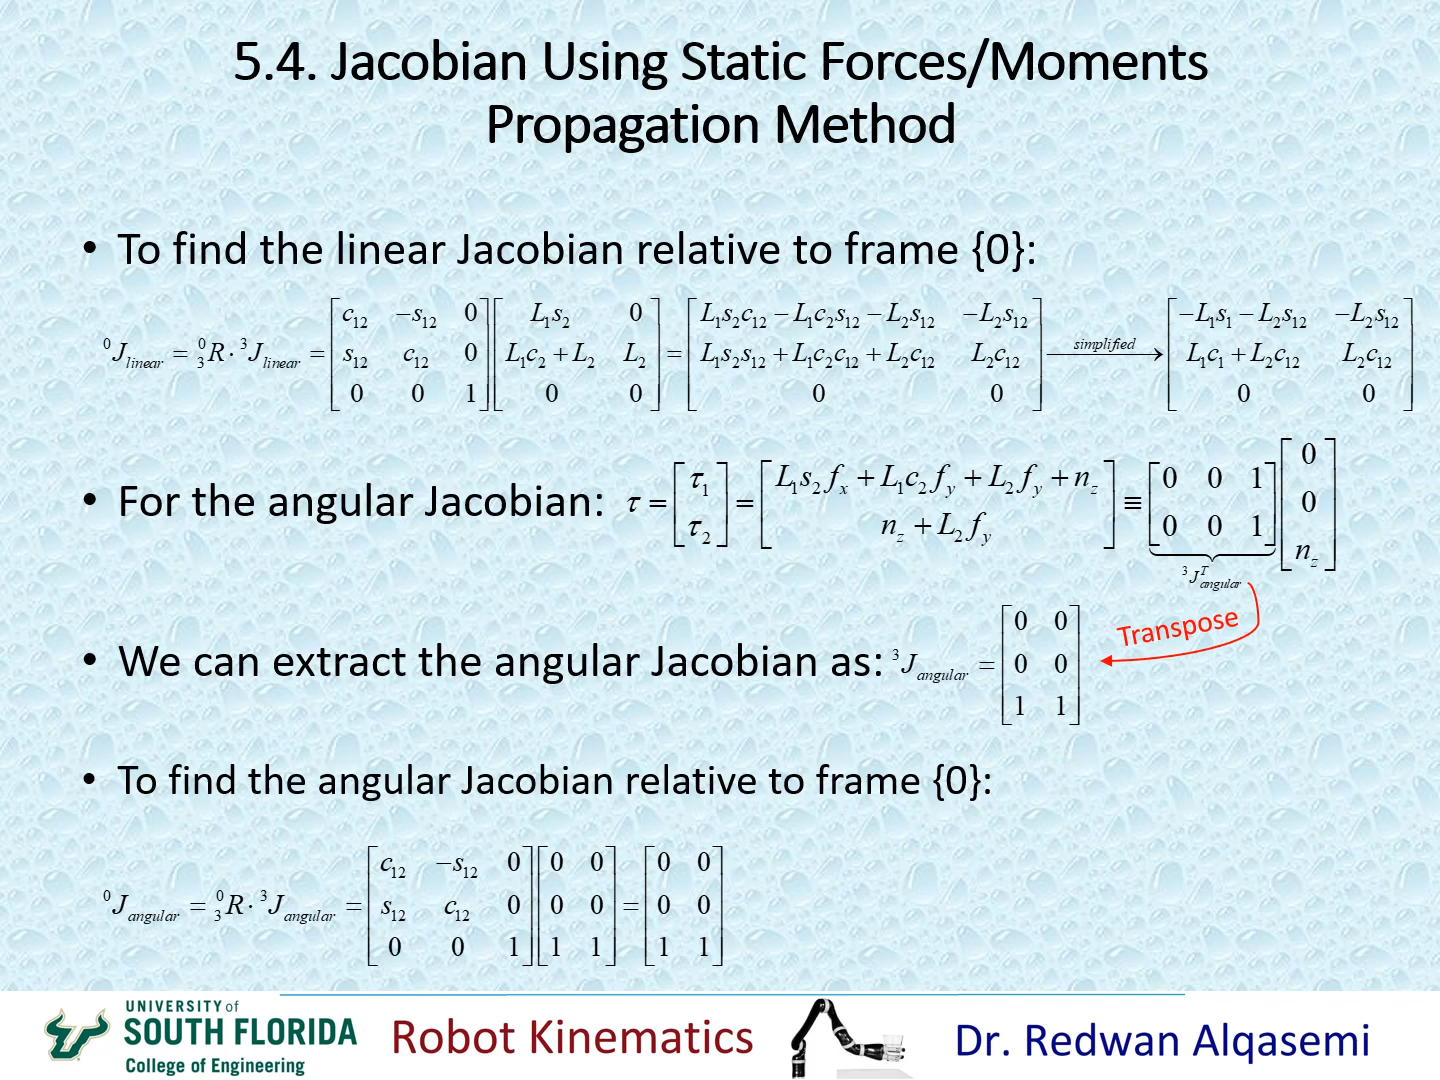 5.4. Jacobian Using Static Forces/Moments
Propagation Method
• To find the linear Jacobian relative to frame {0}:
⁰J_linear = ⁰₃R · ³J_linear = [c₁₂ −s₁₂ 0; s₁₂ c₁₂ 0; 0 0 1] [L₁s₂ 0; L₁c₂ + L₂ L₂; 0 0] = [L₁s₂c₁₂ − L₁c₂s₁₂ − L₂s₁₂ −L₂s₁₂; L₁s₂s₁₂ + L₁c₂c₁₂ + L₂c₁₂ L₂c₁₂; 0 0] simplified → [−L₁s₁ − L₂s₁₂ −L₂s₁₂; L₁c₁ + L₂c₁₂ L₂c₁₂; 0 0]
• For the angular Jacobian: τ = [τ₁; τ₂] = [L₁s₂f_x + L₁c₂f_y + L₂f_y + n_z; n_z + L₂f_y] ≡ [0 0 1; 0 0 1] [0; 0; n_z]
³J^T_angular
Transpose
• We can extract the angular Jacobian as: ³J_angular = [0 0; 0 0; 1 1]
• To find the angular Jacobian relative to frame {0}:
⁰J_angular = ⁰₃R · ³J_angular = [c₁₂ −s₁₂ 0; s₁₂ c₁₂ 0; 0 0 1] [0 0; 0 0; 1 1] = [0 0; 0 0; 1 1]
UNIVERSITY of
SOUTH FLORIDA
College of Engineering
Robot Kinematics
Dr. Redwan Alqasemi